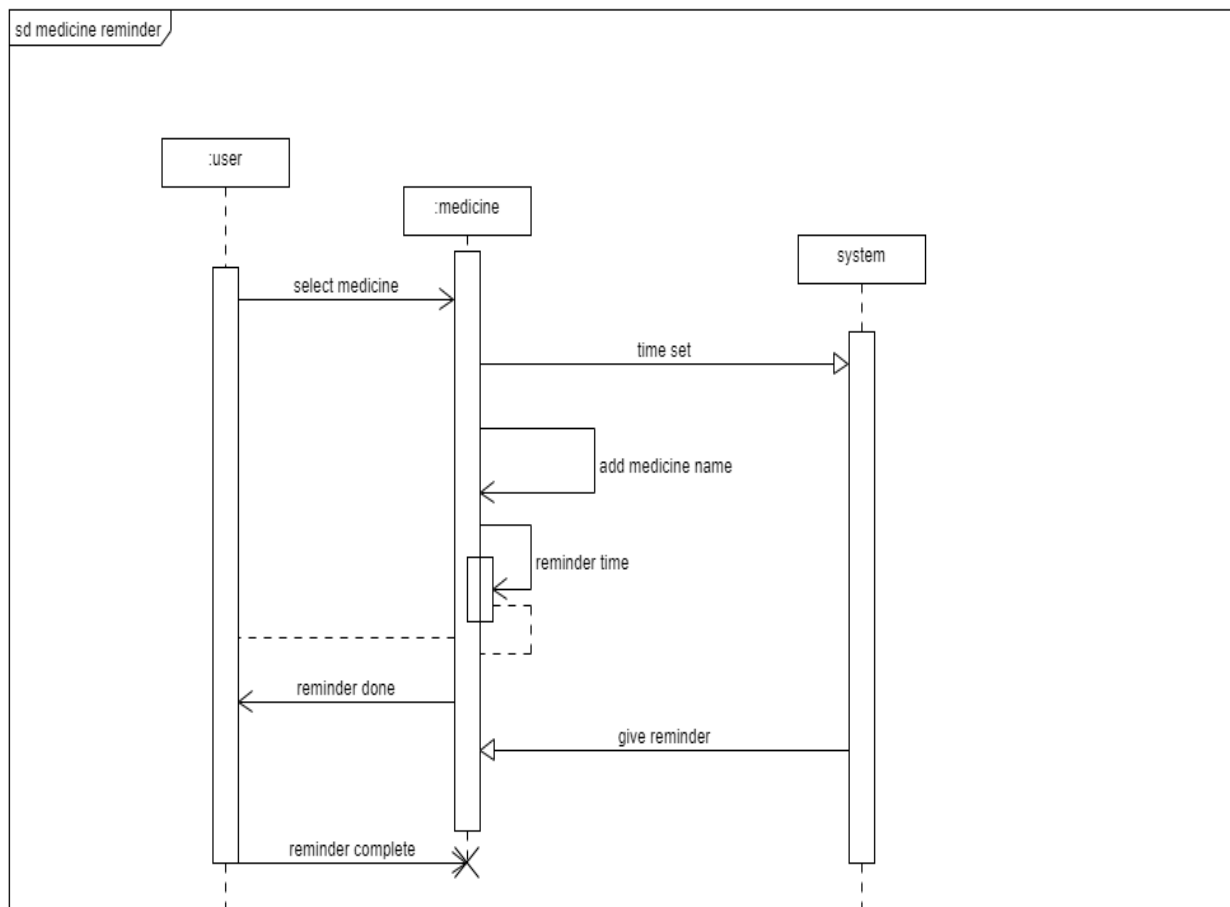 sd medicine reminder
:user
:medicine
system
select medicine
time set
add medicine name
reminder time
reminder done
give reminder
reminder complete